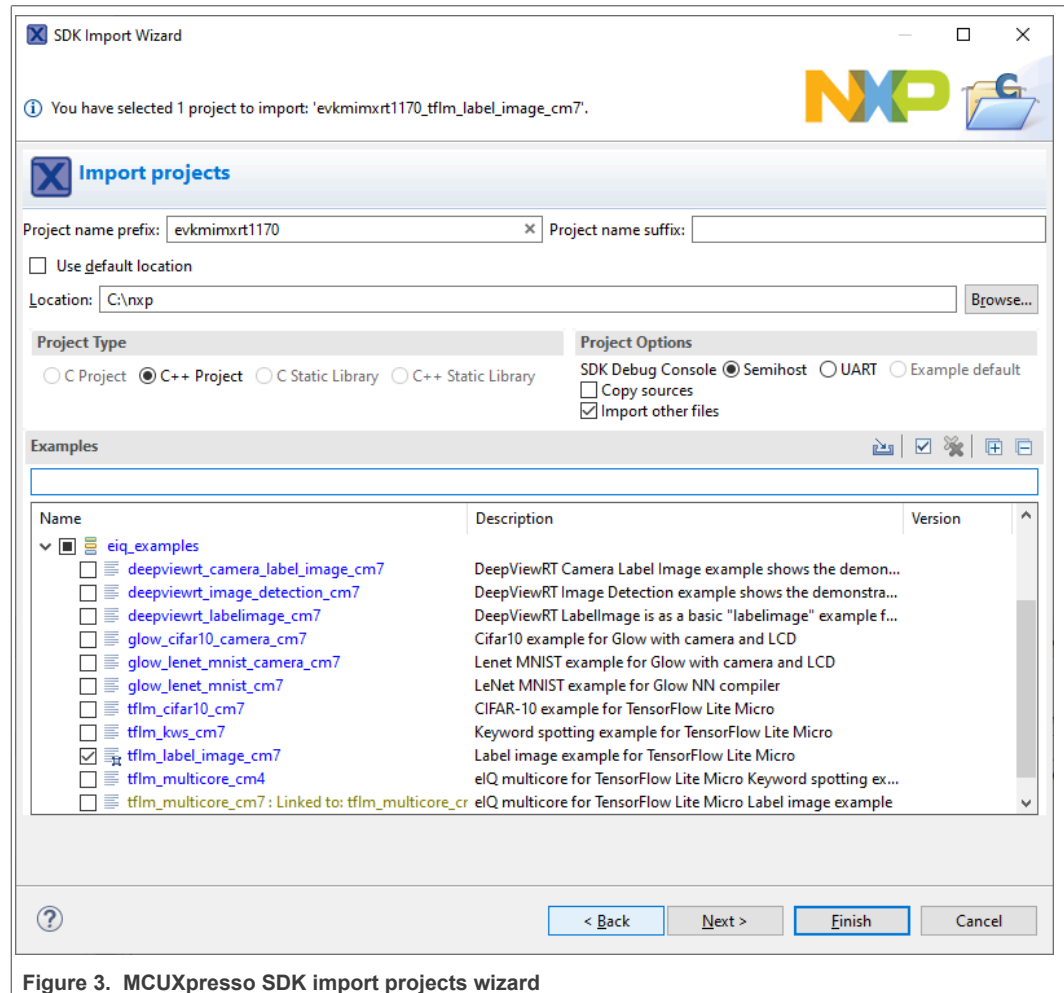 SDK Import Wizard
You have selected 1 project to import: 'evkmimxrt1170_tflm_label_image_cm7'.
NXP
C
X
Import projects
Project name prefix: evkmimxrt1170 Project name suffix:
Use default location
Location: C:\nxp Browse...
Project Type Project Options
C Project C++ Project C Static Library C++ Static Library SDK Debug Console Semihost UART Example default
Copy sources
Import other files
Examples
Name Description Version
eiq_examples
deepviewrt_camera_label_image_cm7 DeepViewRT Camera Label Image example shows the demon...
deepviewrt_image_detection_cm7 DeepViewRT Image Detection example shows the demonstra...
deepviewrt_labelimage_cm7 DeepViewRT LabelImage is as a basic "labelimage" example f...
glow_cifar10_camera_cm7 Cifar10 example for Glow with camera and LCD
glow_lenet_mnist_camera_cm7 Lenet MNIST example for Glow with camera and LCD
glow_lenet_mnist_cm7 LeNet MNIST example for Glow NN compiler
tflm_cifar10_cm7 CIFAR-10 example for TensorFlow Lite Micro
tflm_kws_cm7 Keyword spotting example for TensorFlow Lite Micro
tflm_label_image_cm7 Label image example for TensorFlow Lite Micro
tflm_multicore_cm4 eIQ multicore for TensorFlow Lite Micro Keyword spotting ex...
tflm_multicore_cm7 : Linked to: tflm_multicore_cr eIQ multicore for TensorFlow Lite Micro Label image example
? < Back Next > Finish Cancel
Figure 3. MCUXpresso SDK import projects wizard